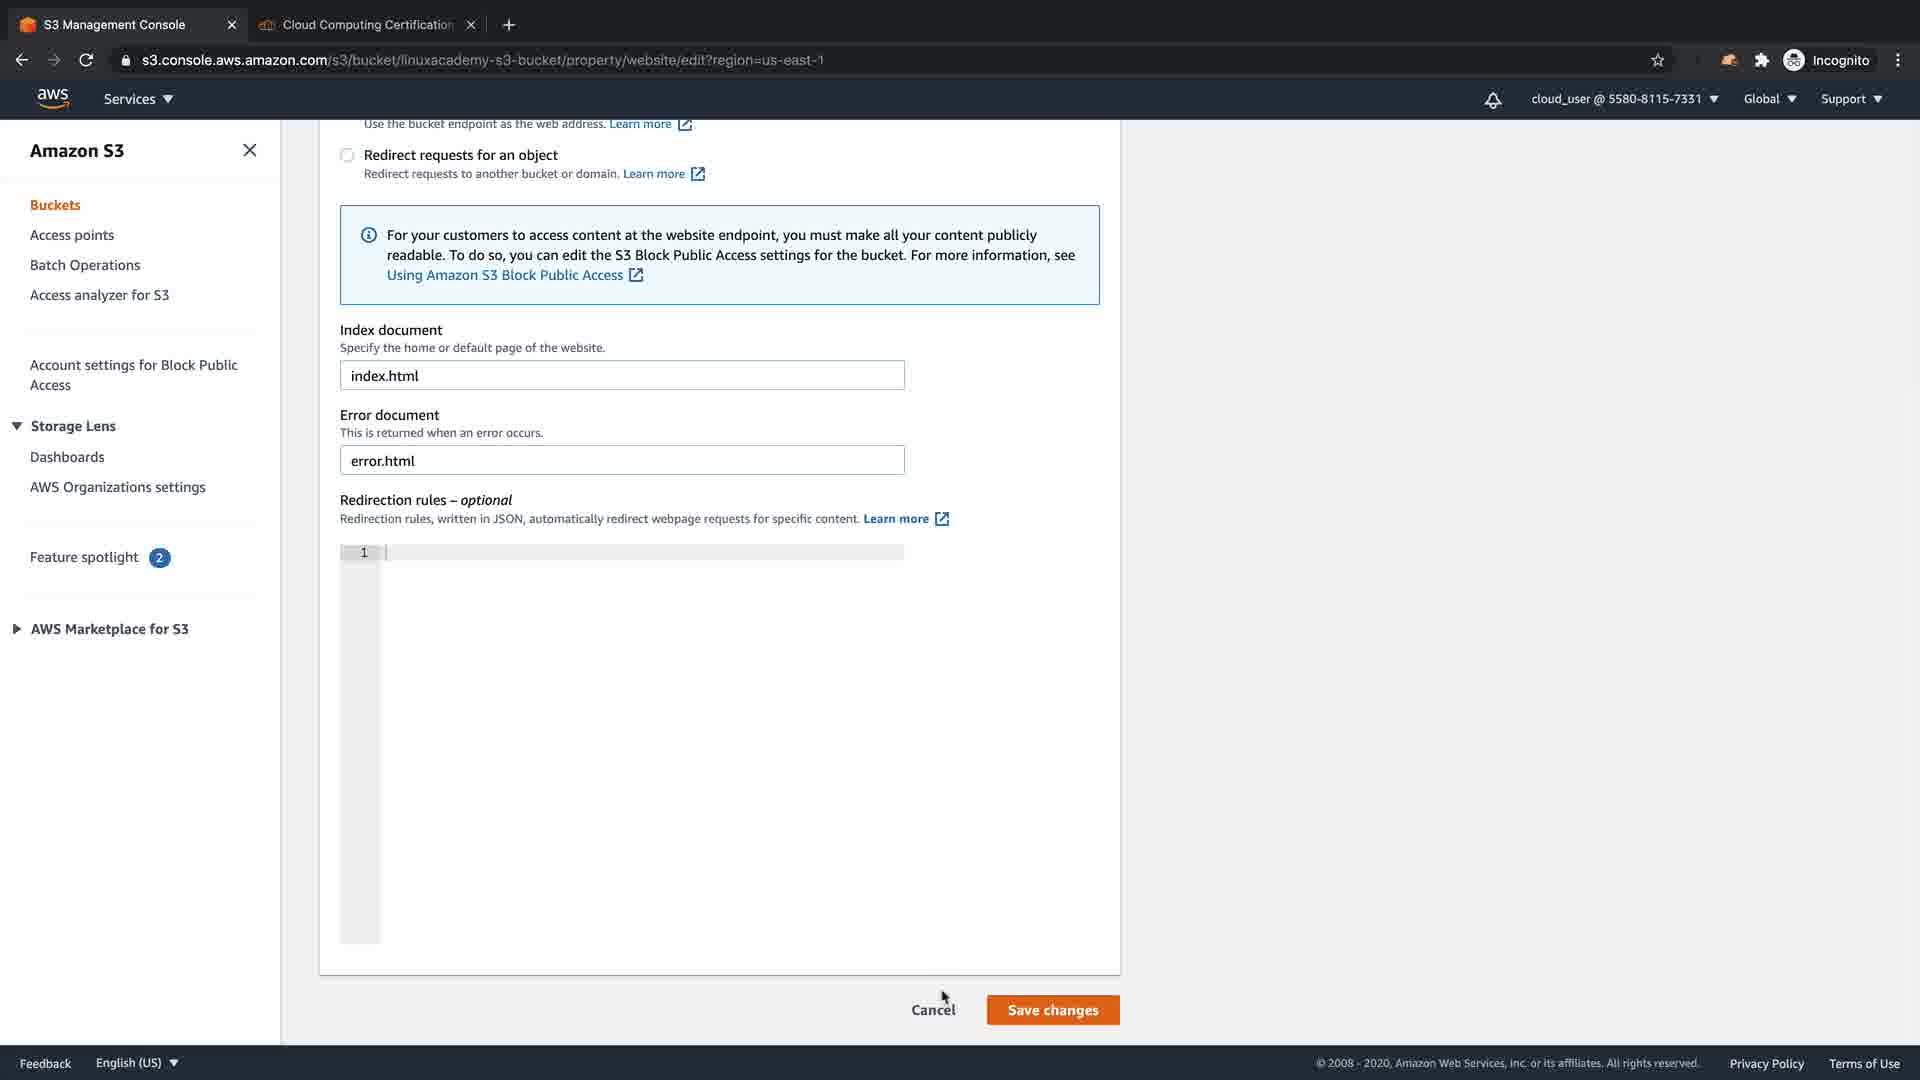 S3 Management Console
Cloud Computing Certification
s3.console.aws.amazon.com/s3/bucket/linuxacademy-s3-bucket/property/website/edit?region=us-east-1
Incognito
aws
Services
cloud_user @ 5580-8115-7331
Global
Support
Amazon S3
Buckets
Access points
Batch Operations
Access analyzer for S3
Account settings for Block Public
Access
Storage Lens
Dashboards
AWS Organizations settings
Feature spotlight 2
AWS Marketplace for S3
Use the bucket endpoint as the web address. Learn more
Redirect requests for an object
Redirect requests to another bucket or domain. Learn more
For your customers to access content at the website endpoint, you must make all your content publicly
readable. To do so, you can edit the S3 Block Public Access settings for the bucket. For more information, see
Using Amazon S3 Block Public Access
Index document
Specify the home or default page of the website.
index.html
Error document
This is returned when an error occurs.
error.html
Redirection rules – optional
Redirection rules, written in JSON, automatically redirect webpage requests for specific content. Learn more
1
Cancel
Save changes
Feedback
English (US)
© 2008 - 2020, Amazon Web Services, Inc. or its affiliates. All rights reserved.
Privacy Policy
Terms of Use